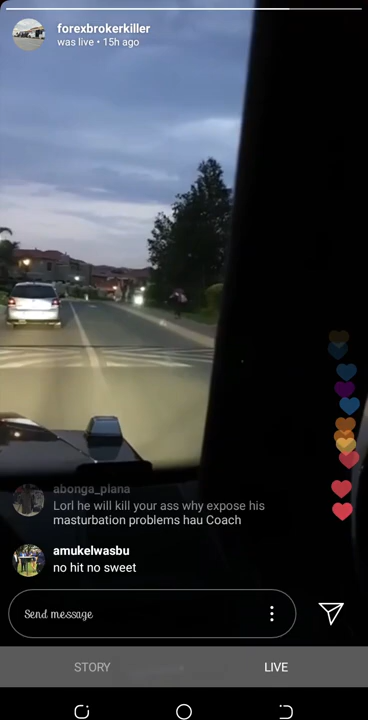 forexbrokerkiller
was live • 15h ago
abonga_plana
Lorl he will kill your ass why expose his
masturbation problems hau Coach
amukelwasbu
no hit no sweet
Send message
STORY
LIVE